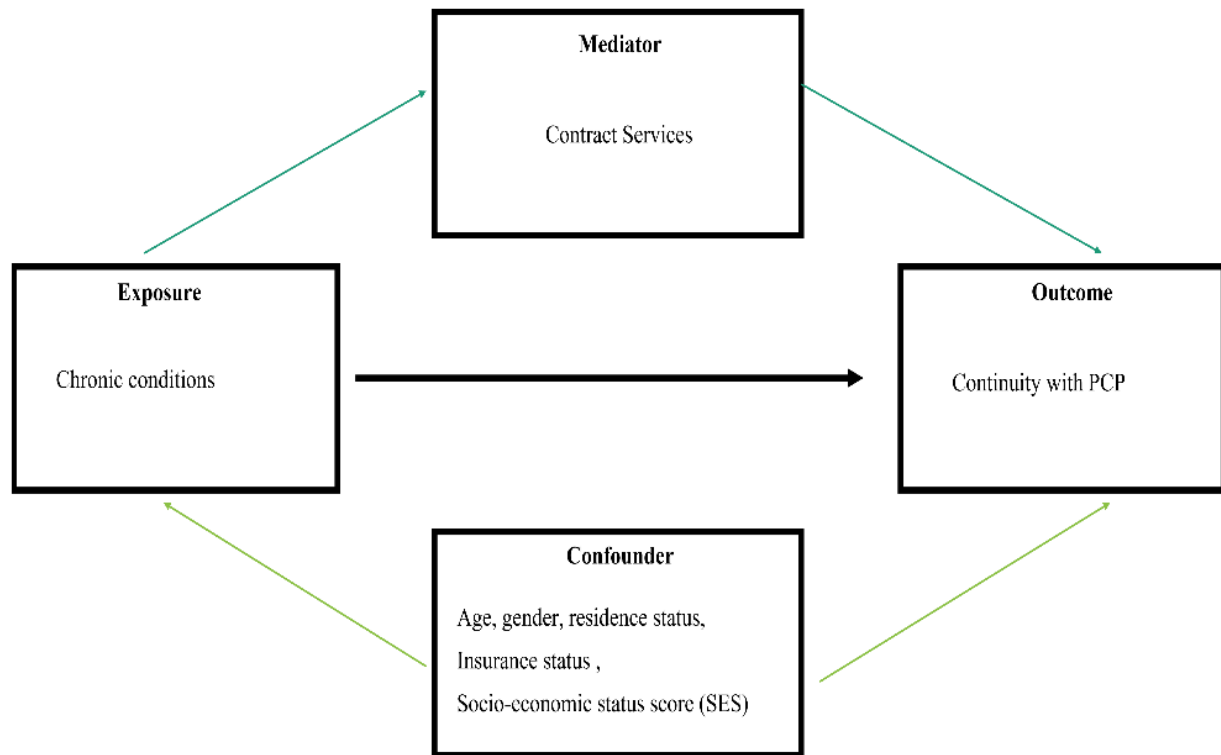 Mediator
Contract Services
Exposure
Chronic conditions
Outcome
Continuity with PCP
Confounder
Age, gender, residence status,
Insurance status ,
Socio-economic status score (SES)